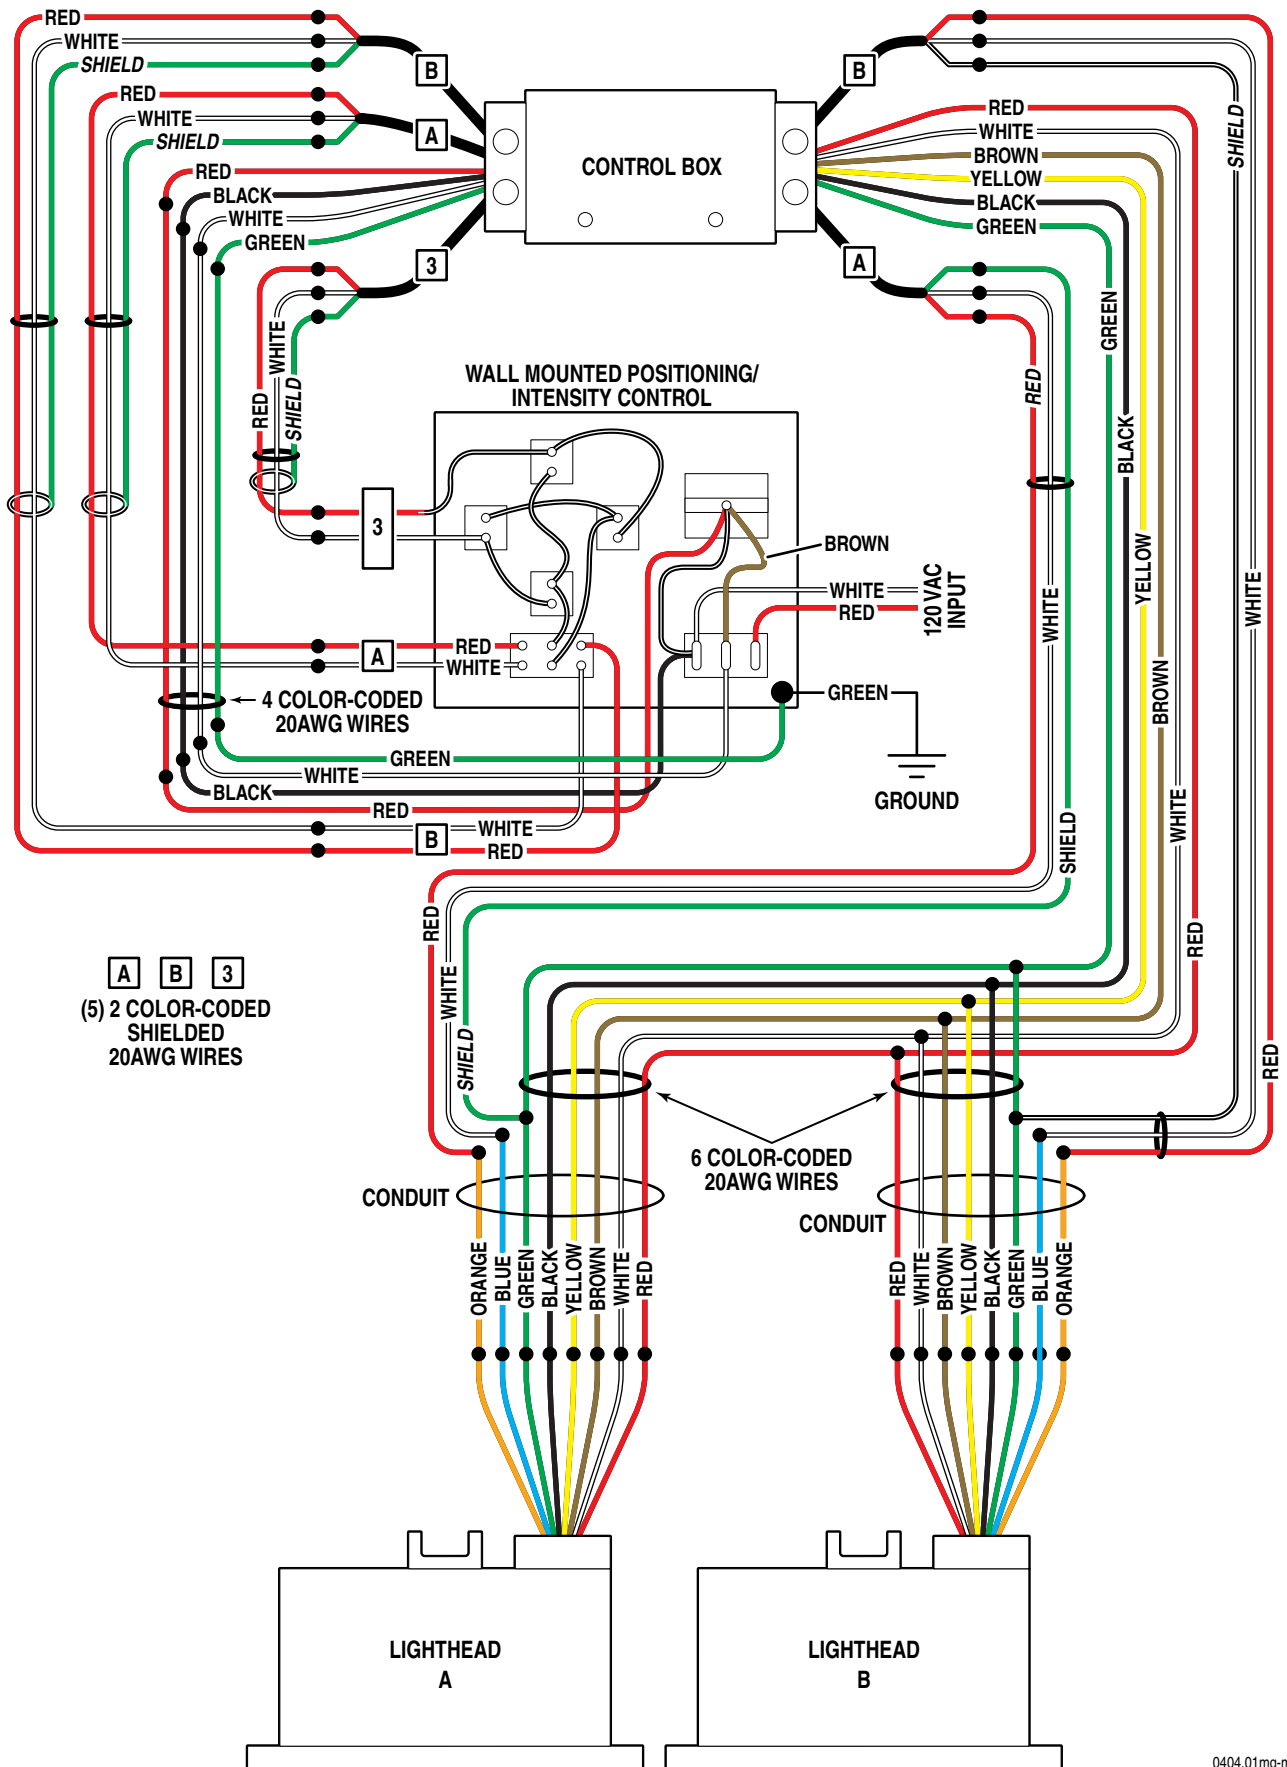 RED
WHITE
SHIELD
RED
WHITE
SHIELD
RED
BLACK
WHITE
GREEN
B
A
3
CONTROL BOX
B
A
RED
WHITE
BROWN
YELLOW
BLACK
GREEN
SHIELD
WHITE
RED
SHIELD
RED
GREEN
BLACK
YELLOW
WHITE
WHITE
BROWN
WHITE
SHIELD
RED
RED
WALL MOUNTED POSITIONING/
INTENSITY CONTROL
3
BROWN
WHITE
RED
120 VAC
INPUT
A
RED
WHITE
GREEN
4 COLOR-CODED
20AWG WIRES
GREEN
WHITE
BLACK
RED
GROUND
B
WHITE
RED
RED
WHITE
SHIELD
A B 3
(5) 2 COLOR-CODED
SHIELDED
20AWG WIRES
6 COLOR-CODED
20AWG WIRES
CONDUIT
CONDUIT
ORANGE
BLUE
GREEN
BLACK
YELLOW
BROWN
WHITE
RED
RED
WHITE
BROWN
YELLOW
BLACK
GREEN
BLUE
ORANGE
LIGHTHEAD
A
LIGHTHEAD
B